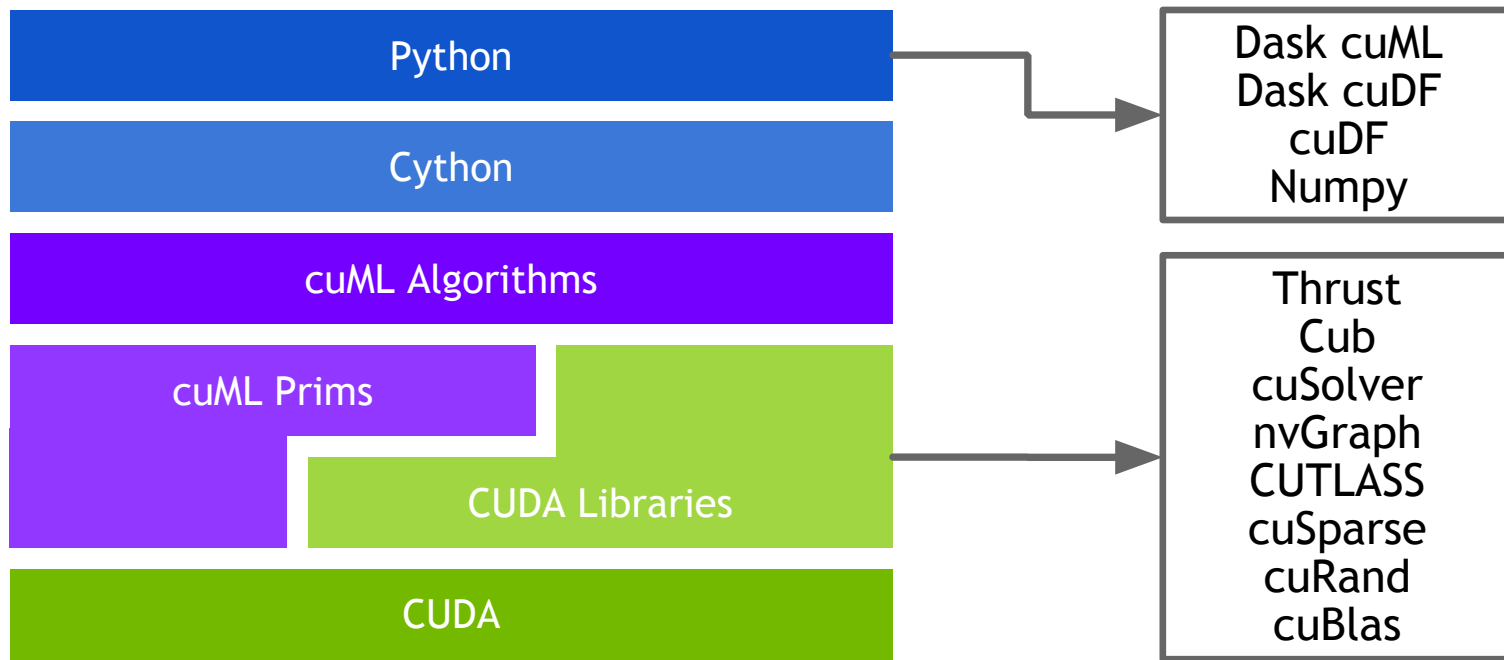 Python
Cython
cuML Algorithms
cuML Prims
CUDA Libraries
CUDA
Dask cuML
Dask cuDF
cuDF
Numpy
Thrust
Cub
cuSolver
nvGraph
CUTLASS
cuSparse
cuRand
cuBlas